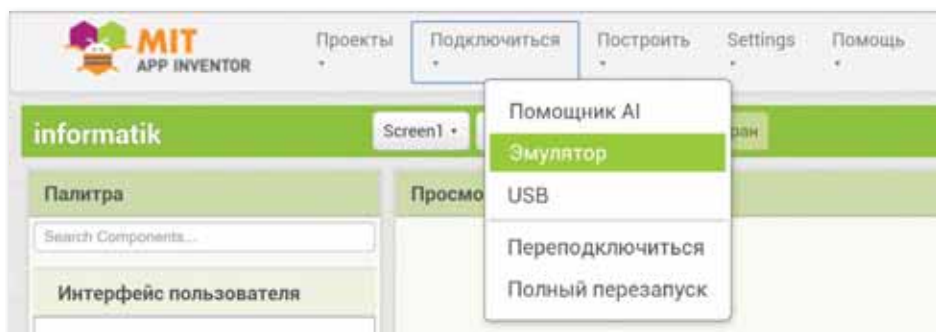 MIT
APP INVENTOR
Проекты Подключиться Построить Settings Помощь
informatik
Screen1
Помощник AI
Эмулятор
USB
Переподключиться
Полный перезапуск
Палитра
Search Components...
Интерфейс пользователя